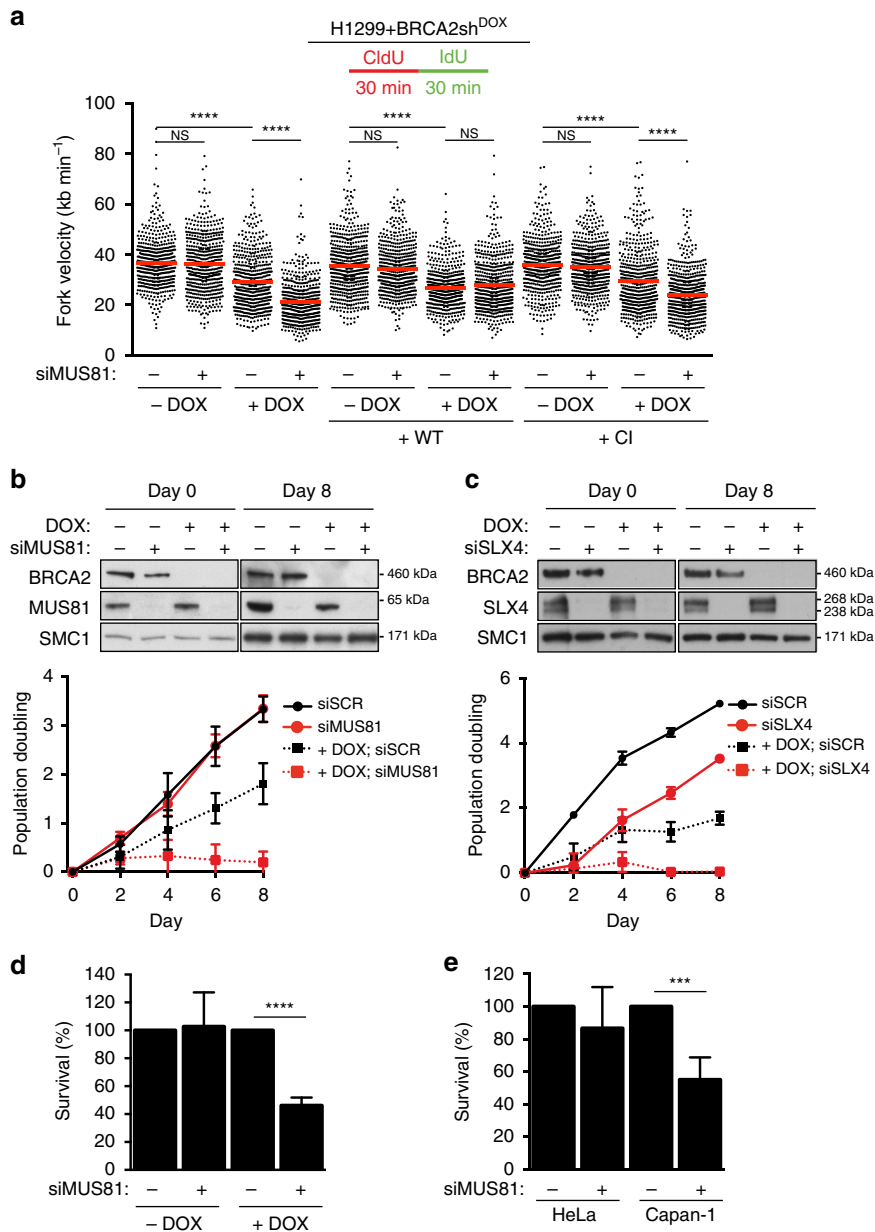 a
H1299+BRCA2sh^DOX
CldU IdU
30 min 30 min
100
80
60
40
20
0
Fork velocity (kb min⁻¹)
**** **** **** NS **** ****
NS NS NS
siMUS81: – + – + – + – + – + – +
– DOX + DOX – DOX + DOX – DOX + DOX
+ WT + CI
b
Day 0 Day 8
DOX: – – + + – – + +
siMUS81: – + – + – + – +
BRCA2 460 kDa
MUS81 65 kDa
SMC1 171 kDa
4
3
2
1
0
Population doubling
0 2 4 6 8
Day
siSCR
siMUS81
+ DOX; siSCR
+ DOX; siMUS81
c
Day 0 Day 8
DOX: – – + + – – + +
siSLX4: – + – + – + – +
BRCA2 460 kDa
SLX4 268 kDa
238 kDa
SMC1 171 kDa
6
4
2
0
Population doubling
0 2 4 6 8
Day
siSCR
siSLX4
+ DOX; siSCR
+ DOX; siSLX4
d
140
120
100
80
60
40
20
0
Survival (%)
****
siMUS81: – + – +
– DOX + DOX
e
120
100
80
60
40
20
0
Survival (%)
***
siMUS81: – + – +
HeLa Capan-1